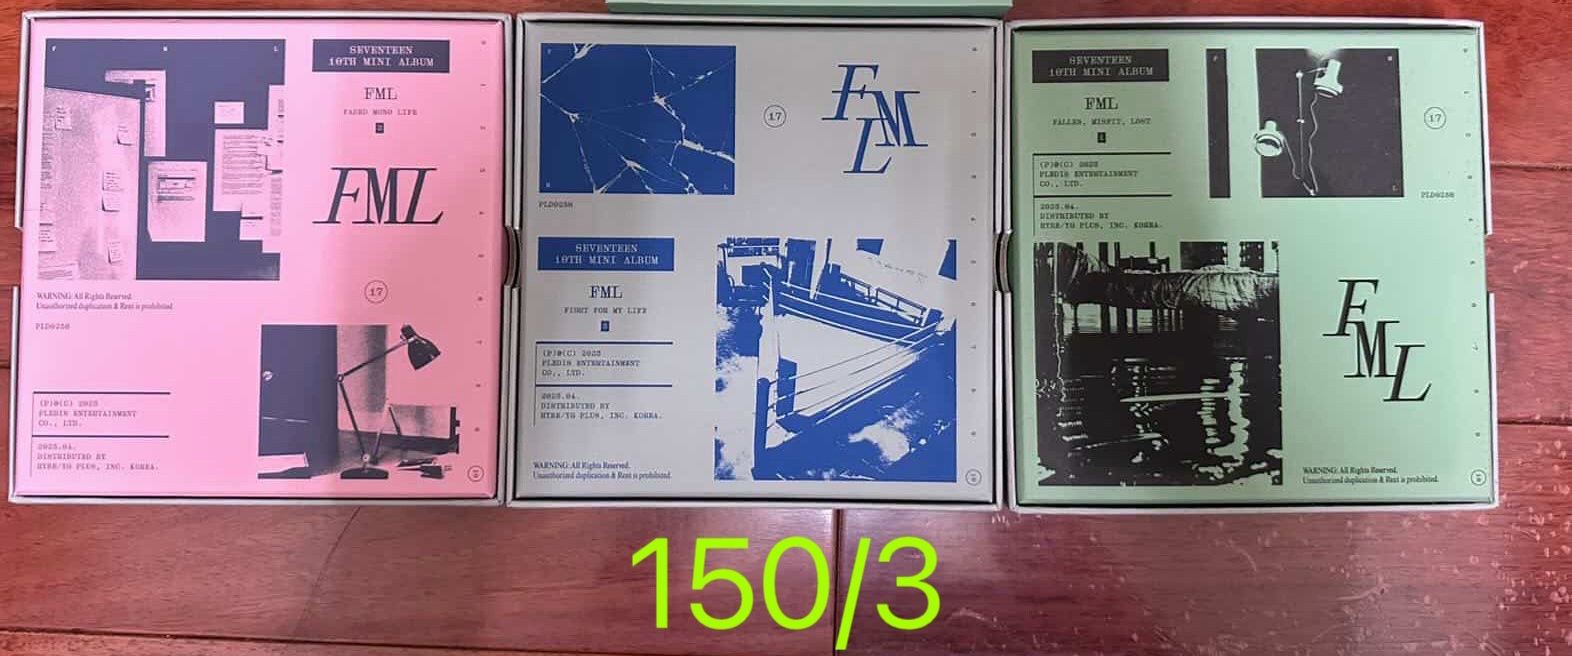 SEVENTEEN
10TH MINI ALBUM
FML
FADED MONO LIFE
2
FML
17
WARNING: All Rights Reserved.
Unauthorized duplication & Rent is prohibited.
PLD0258
(P)&(C) 2023
PLEDIS ENTERTAINMENT
CO., LTD.
2023.04.
DISTRIBUTED BY
HYBE/YG PLUS, INC. KOREA.
17
FML
PLD0258
SEVENTEEN
10TH MINI ALBUM
FML
FIGHT FOR MY LIFE
(P)&(C) 2023
PLEDIS ENTERTAINMENT
CO., LTD.
2023.04.
DISTRIBUTED BY
HYBE/YG PLUS, INC. KOREA.
WARNING: All Rights Reserved.
Unauthorized duplication & Rent is prohibited.
SEVENTEEN
10TH MINI ALBUM
FML
FALLEN, MISFIT, LOST
1
(P)&(C) 2023
PLEDIS ENTERTAINMENT
CO., LTD.
2023.04.
DISTRIBUTED BY
HYBE/YG PLUS, INC. KOREA.
17
PLD0258
FML
WARNING: All Rights Reserved.
Unauthorized duplication & Rent is prohibited.
150/3